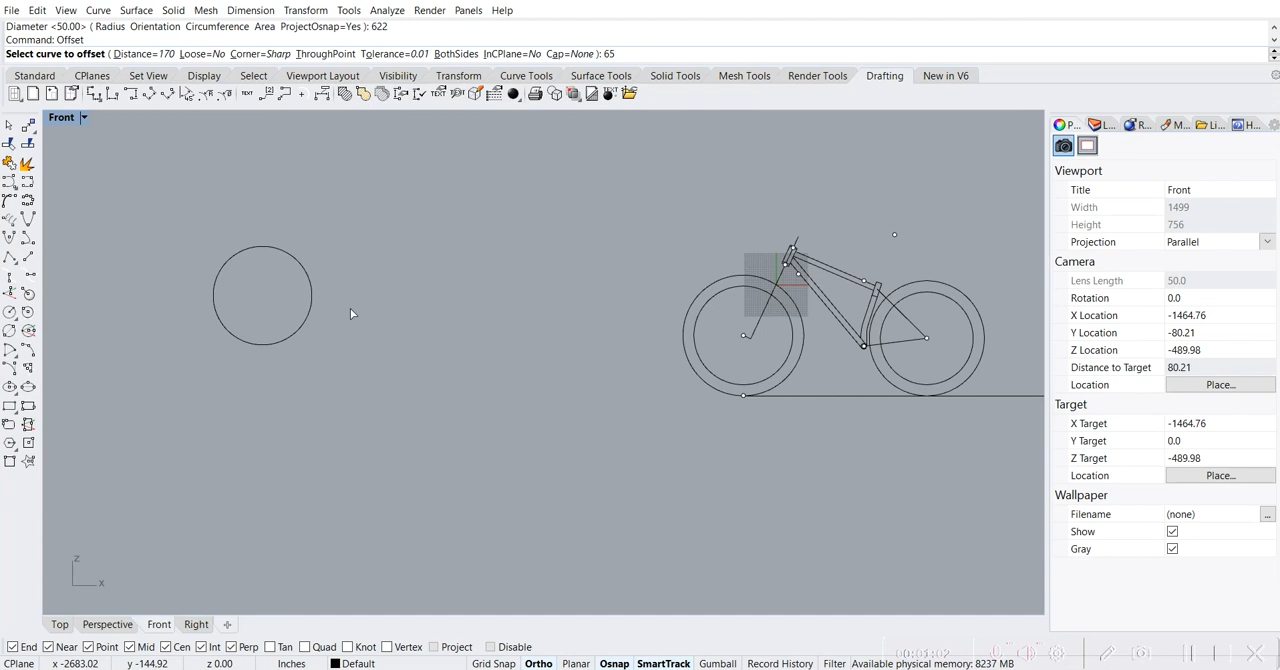 File Edit View Curve Surface Solid Mesh Dimension Transform Tools Analyze Render Panels Help
Diameter <50.00> ( Radius Orientation Circumference Area ProjectOsnap=Yes ): 622
Command: Offset
Select curve to offset ( Distance=170 Loose=No Corner=Sharp ThroughPoint Tolerance=0.01 BothSides InCPlane=No Cap=None ): 65
Standard CPlanes Set View Display Select Viewport Layout Visibility Transform Curve Tools Surface Tools Solid Tools Mesh Tools Render Tools Drafting New in V6
Front
P... L... R... M... Li... H...
Viewport
Title Front
Width 1499
Height 756
Projection Parallel
Camera
Lens Length 50.0
Rotation 0.0
X Location -1464.76
Y Location -80.21
Z Location -489.98
Distance to Target 80.21
Location Place...
Target
X Target -1464.76
Y Target 0.0
Z Target -489.98
Location Place...
Wallpaper
Filename (none) ...
Show
Gray
z
x
Top Perspective Front Right
End Near Point Mid Cen Int Perp Tan Quad Knot Vertex Project Disable
00:05:02
CPlane x -2683.02 y -144.92 z 0.00 Inches Default Grid Snap Ortho Planar Osnap SmartTrack Gumball Record History Filter Available physical memory: 8237 MB